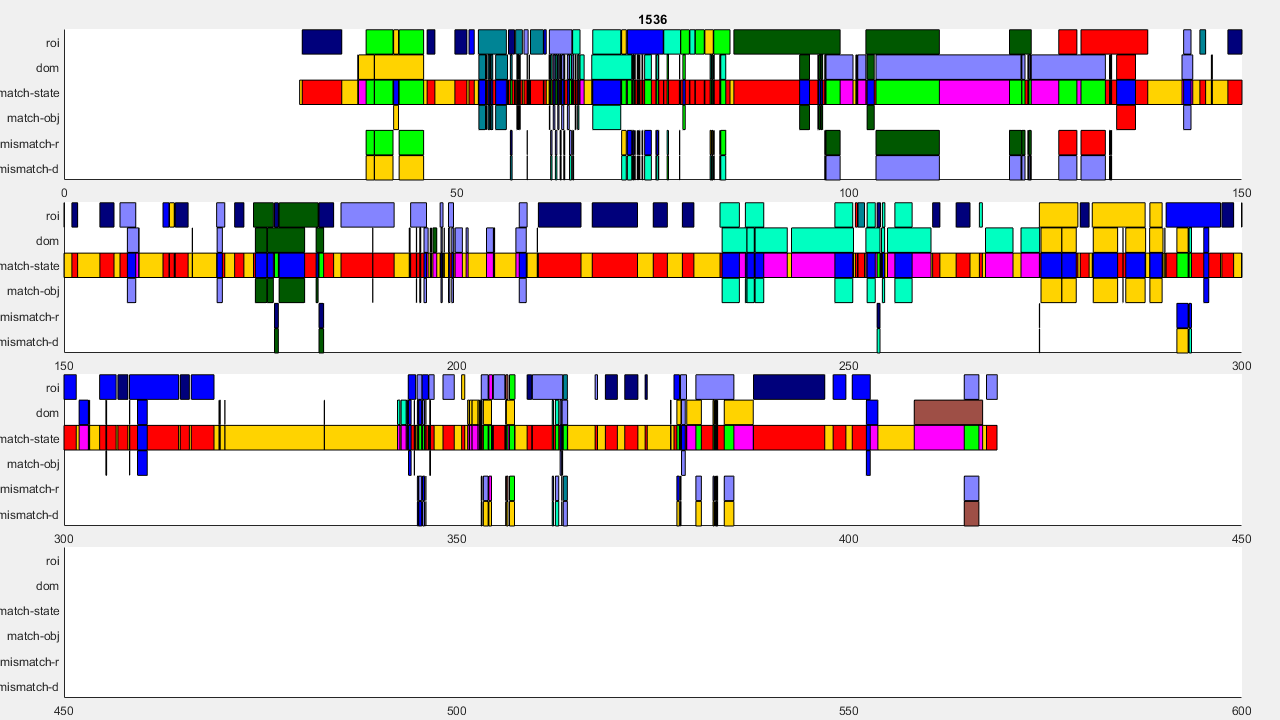 1536
roi
dom
match-state
match-obj
mismatch-r
mismatch-d
0 50 100 150
roi
dom
match-state
match-obj
mismatch-r
mismatch-d
150 200 250 300
roi
dom
match-state
match-obj
mismatch-r
mismatch-d
300 350 400 450
roi
dom
match-state
match-obj
mismatch-r
mismatch-d
450 500 550 600